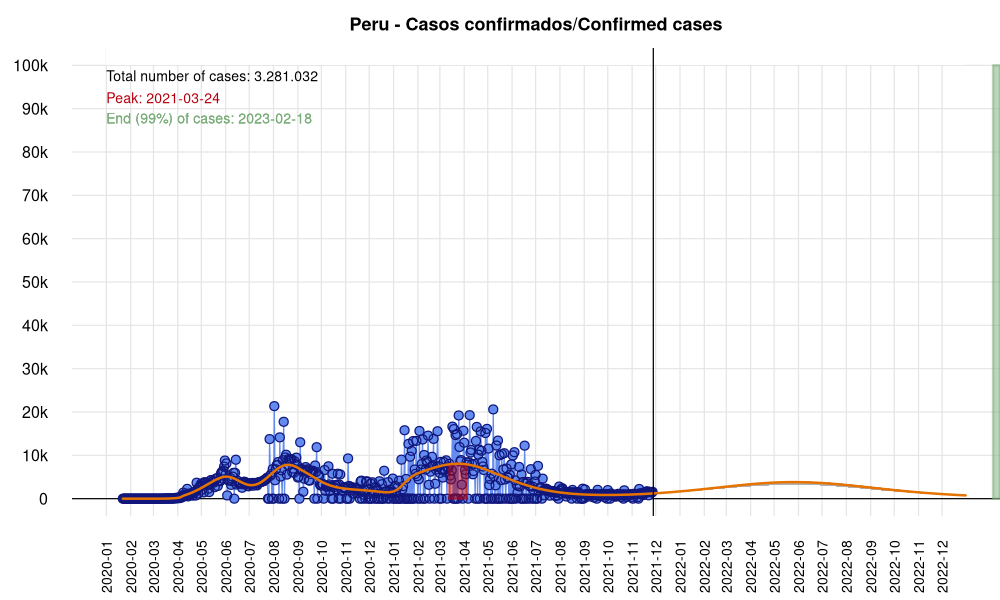 Peru - Casos confirmados/Confirmed cases
100k
90k
80k
70k
60k
50k
40k
30k
20k
10k
0
Total number of cases: 3.281.032
Peak: 2021-03-24
End (99%) of cases: 2023-02-18
2020-01
2020-02
2020-03
2020-04
2020-05
2020-06
2020-07
2020-08
2020-09
2020-10
2020-11
2020-12
2021-01
2021-02
2021-03
2021-04
2021-05
2021-06
2021-07
2021-08
2021-09
2021-10
2021-11
2021-12
2022-01
2022-02
2022-03
2022-04
2022-05
2022-06
2022-07
2022-08
2022-09
2022-10
2022-11
2022-12